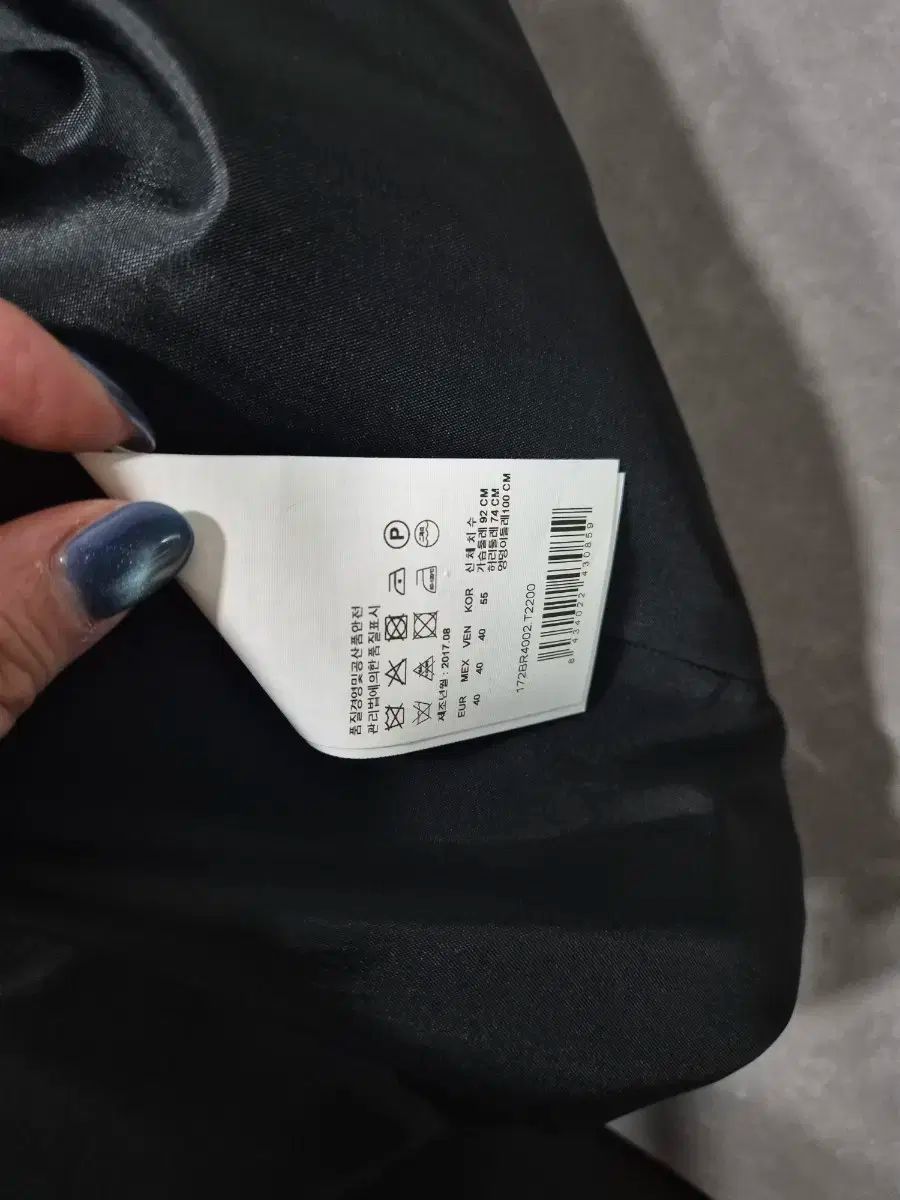 품질경영및공산품안전
관리법에의한품질표시
P
제조년월 : 2017.08
EUR MEX VEN KOR
40 40 40 55
신체 치수
가슴둘레 92 CM
허리둘레 74 CM
엉덩이둘레100 CM
172BR4002.T2200
8 434022 430859